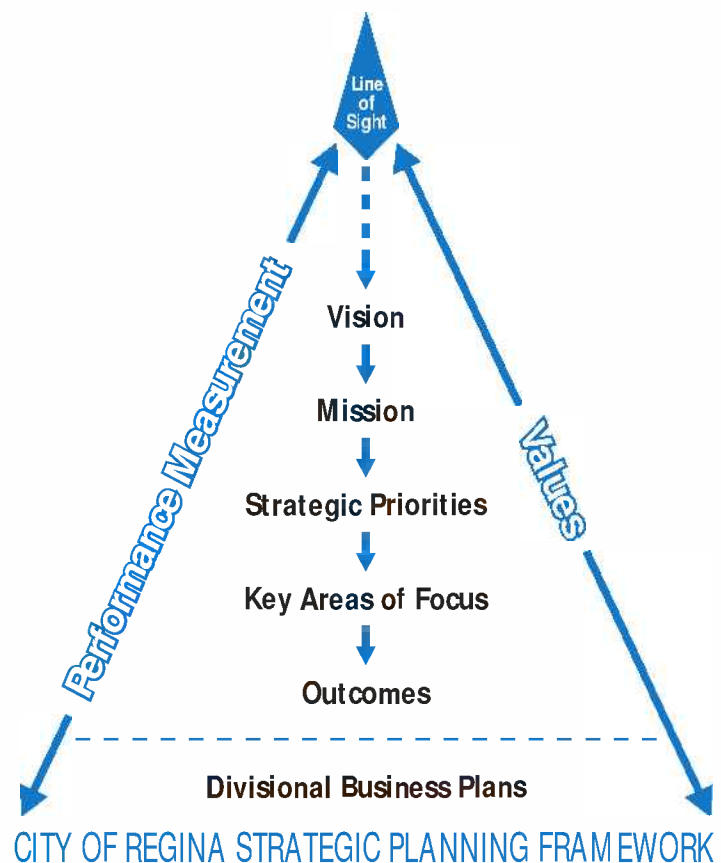 Line
of
Sight
Performance Measurement
Values
Vision
Mission
Strategic Priorities
Key Areas of Focus
Outcomes
Divisional Business Plans
CITY OF REGINA STRATEGIC PLANNING FRAMEWORK